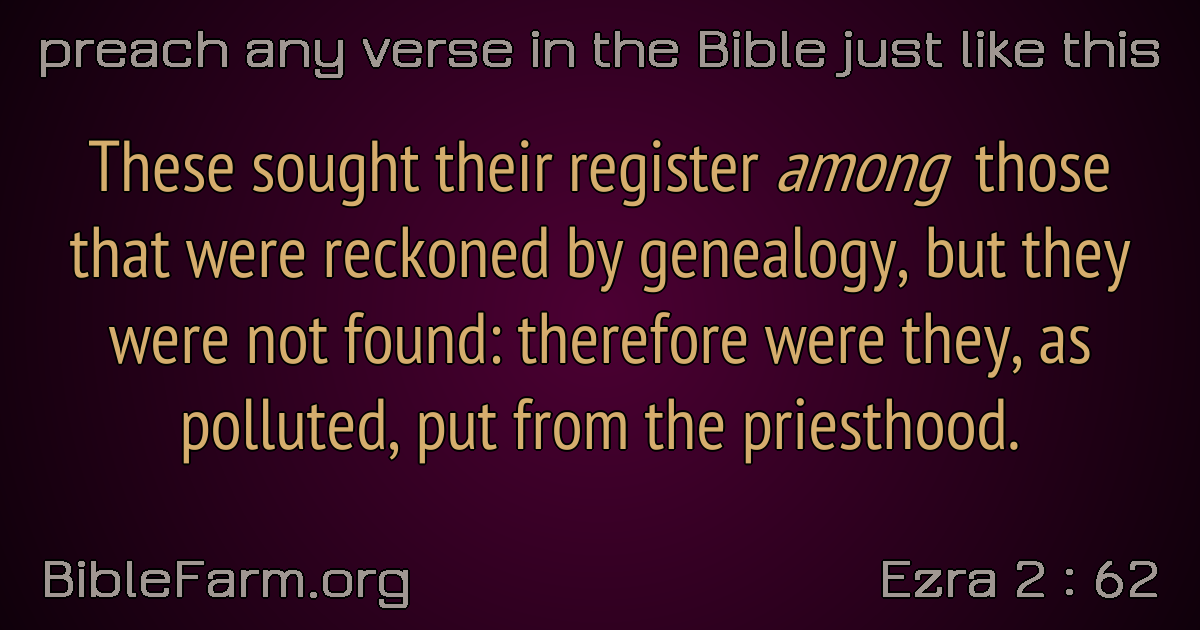 preach any verse in the Bible just like this
These sought their register among those
that were reckoned by genealogy, but they
were not found: therefore were they, as
polluted, put from the priesthood.
BibleFarm.org
Ezra 2 : 62